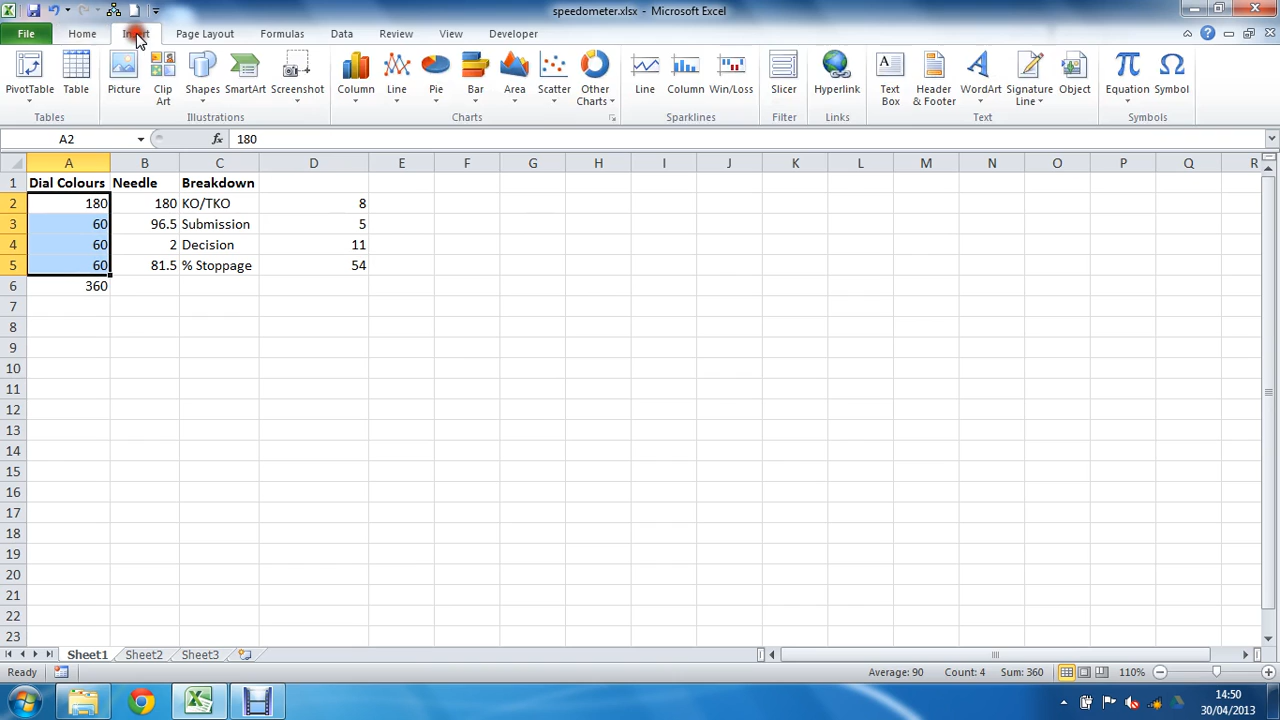 speedometer.xlsx - Microsoft Excel
File Home Insert Page Layout Formulas Data Review View Developer
PivotTable Table Picture Clip Art Shapes SmartArt Screenshot Column Line Pie Bar Area Scatter Other Charts Line Column Win/Loss Slicer Hyperlink Text Box Header & Footer WordArt Signature Line Object Equation Symbol
Tables Illustrations Charts Sparklines Filter Links Text Symbols
A2 fx 180
A B C D E F G H I J K L M N O P Q R
1 Dial Colours Needle Breakdown
2 180 180 KO/TKO 8
3 60 96.5 Submission 5
4 60 2 Decision 11
5 60 81.5 % Stoppage 54
6 360
7
8
9
10
11
12
13
14
15
16
17
18
19
20
21
22
23
Sheet1 Sheet2 Sheet3
Ready Average: 90 Count: 4 Sum: 360 110%
14:50
30/04/2013